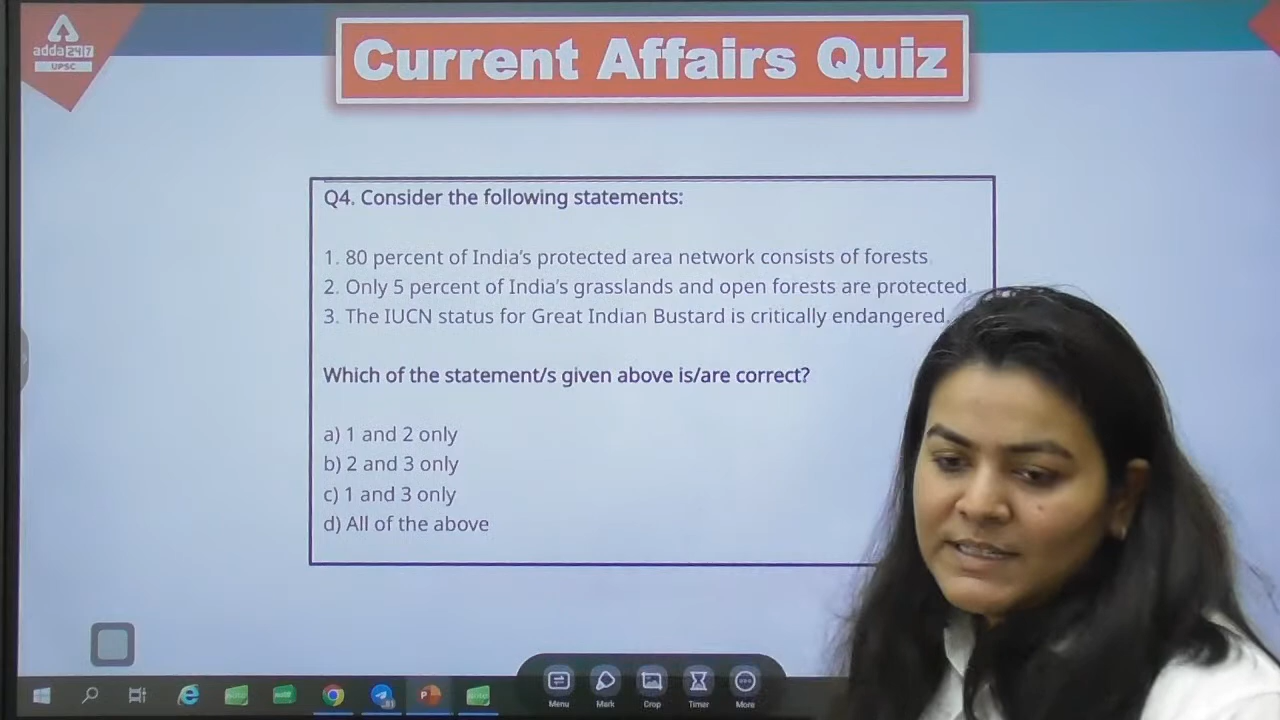 adda247
UPSC
Current Affairs Quiz
Q4. Consider the following statements:
1. 80 percent of India's protected area network consists of forests
2. Only 5 percent of India's grasslands and open forests are protected.
3. The IUCN status for Great Indian Bustard is critically endangered.
Which of the statement/s given above is/are correct?
a) 1 and 2 only
b) 2 and 3 only
c) 1 and 3 only
d) All of the above
Menu Mark Crop Timer More